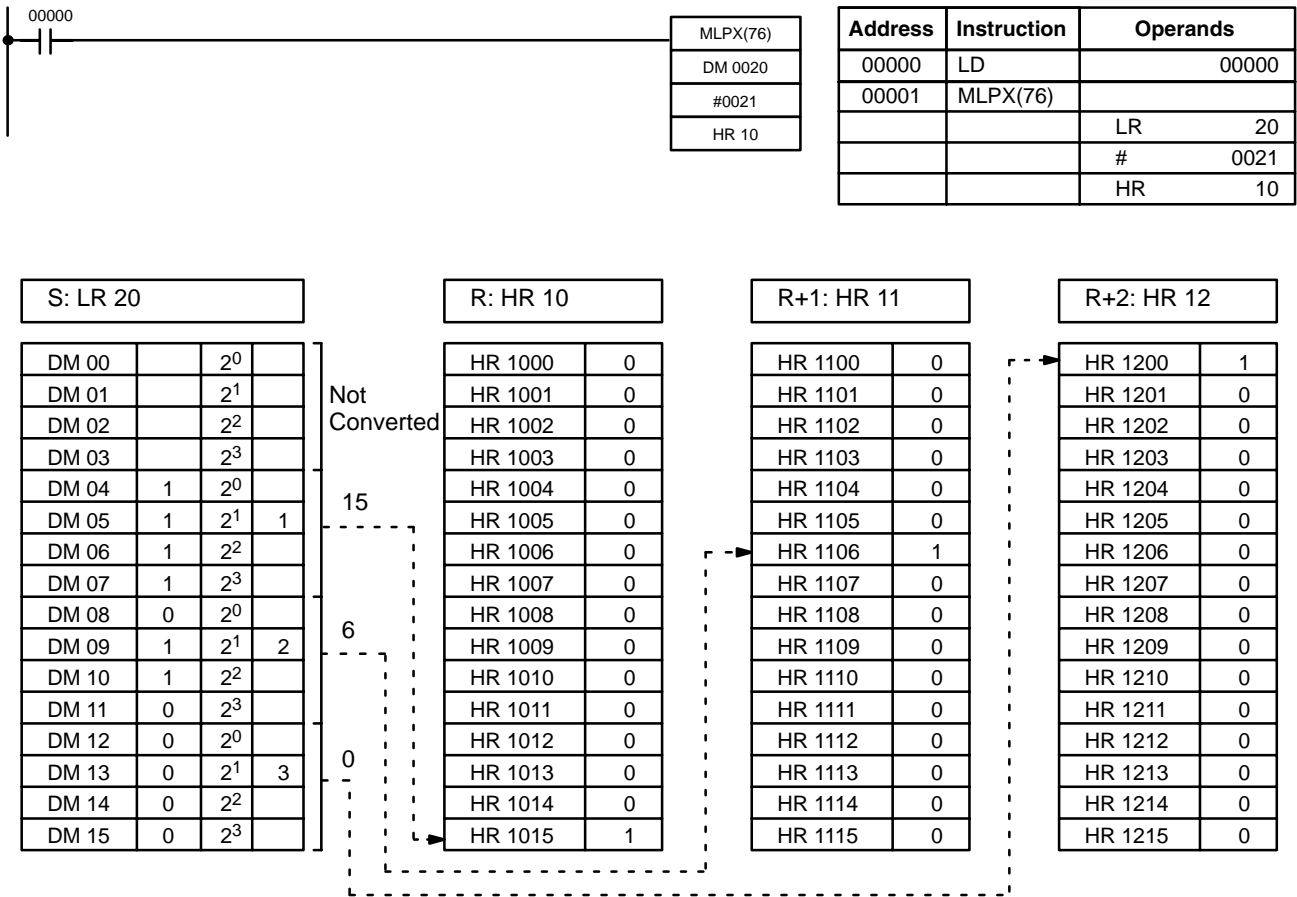 00000
MLPX(76)
DM 0020
#0021
HR 10
Address Instruction Operands
00000 LD 00000
00001 MLPX(76)
LR 20
# 0021
HR 10
S: LR 20 R: HR 10 R+1: HR 11 R+2: HR 12
DM 00 2⁰ HR 1000 0 HR 1100 0 HR 1200 1
DM 01 2¹ Not HR 1001 0 HR 1101 0 HR 1201 0
DM 02 2² Converted HR 1002 0 HR 1102 0 HR 1202 0
DM 03 2³ HR 1003 0 HR 1103 0 HR 1203 0
DM 04 1 2⁰ 15 HR 1004 0 HR 1104 0 HR 1204 0
DM 05 1 2¹ 1 HR 1005 0 HR 1105 0 HR 1205 0
DM 06 1 2² HR 1006 0 HR 1106 1 HR 1206 0
DM 07 1 2³ HR 1007 0 HR 1107 0 HR 1207 0
DM 08 0 2⁰ HR 1008 0 HR 1108 0 HR 1208 0
DM 09 1 2¹ 2 6 HR 1009 0 HR 1109 0 HR 1209 0
DM 10 1 2² HR 1010 0 HR 1110 0 HR 1210 0
DM 11 0 2³ HR 1011 0 HR 1111 0 HR 1211 0
DM 12 0 2⁰ HR 1012 0 HR 1112 0 HR 1212 0
DM 13 0 2¹ 3 0 HR 1013 0 HR 1113 0 HR 1213 0
DM 14 0 2² HR 1014 0 HR 1114 0 HR 1214 0
DM 15 0 2³ HR 1015 1 HR 1115 0 HR 1215 0